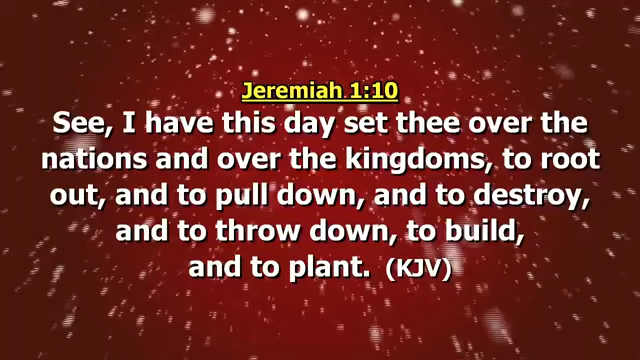 Jeremiah 1:10
See, I have this day set thee over the
nations and over the kingdoms, to root
out, and to pull down, and to destroy,
and to throw down, to build,
and to plant. (KJV)